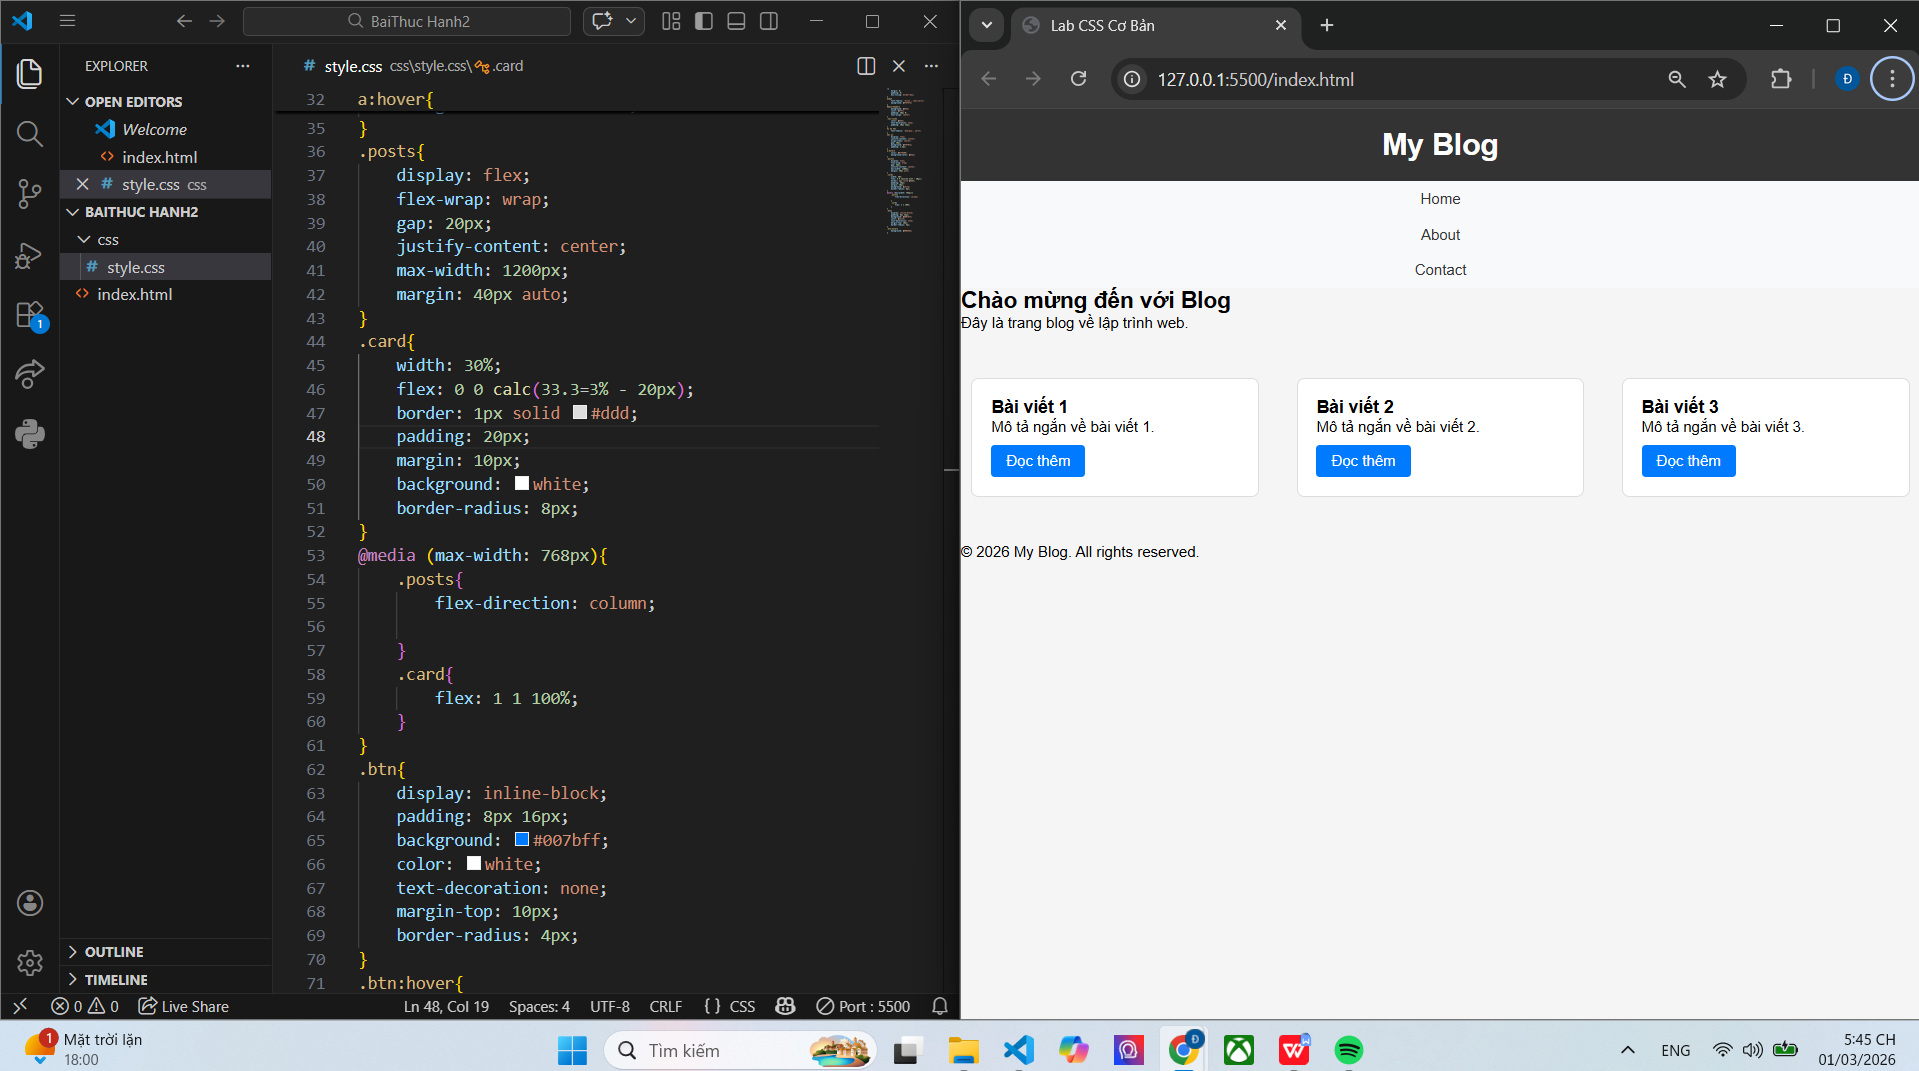 BaiThuc Hanh2
EXPLORER
OPEN EDITORS
Welcome
index.html
style.css css
BAITHUC HANH2
css
style.css
index.html
1
OUTLINE
TIMELINE
# style.css css\style.css\ .card
32 a:hover{
35 }
36 .posts{
37 display: flex;
38 flex-wrap: wrap;
39 gap: 20px;
40 justify-content: center;
41 max-width: 1200px;
42 margin: 40px auto;
43 }
44 .card{
45 width: 30%;
46 flex: 0 0 calc(33.3=3% - 20px);
47 border: 1px solid #ddd;
48 padding: 20px;
49 margin: 10px;
50 background: white;
51 border-radius: 8px;
52 }
53 @media (max-width: 768px){
54 .posts{
55 flex-direction: column;
56
57 }
58 .card{
59 flex: 1 1 100%;
60 }
61 }
62 .btn{
63 display: inline-block;
64 padding: 8px 16px;
65 background: #007bff;
66 color: white;
67 text-decoration: none;
68 margin-top: 10px;
69 border-radius: 4px;
70 }
71 .btn:hover{
0 0 Live Share Ln 48, Col 19 Spaces: 4 UTF-8 CRLF {} CSS Port : 5500
Lab CSS Cơ Bản
127.0.0.1:5500/index.html
Đ
My Blog
Home
About
Contact
Chào mừng đến với Blog
Đây là trang blog về lập trình web.
Bài viết 1
Mô tả ngắn về bài viết 1.
Đọc thêm
Bài viết 2
Mô tả ngắn về bài viết 2.
Đọc thêm
Bài viết 3
Mô tả ngắn về bài viết 3.
Đọc thêm
© 2026 My Blog. All rights reserved.
1
Mặt trời lặn
18:00
Tìm kiếm
Đ
ENG
5:45 CH
01/03/2026